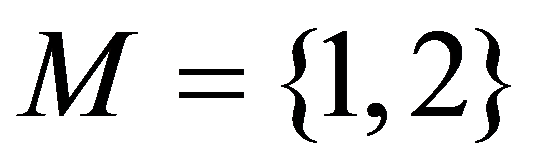 M = {1,2}